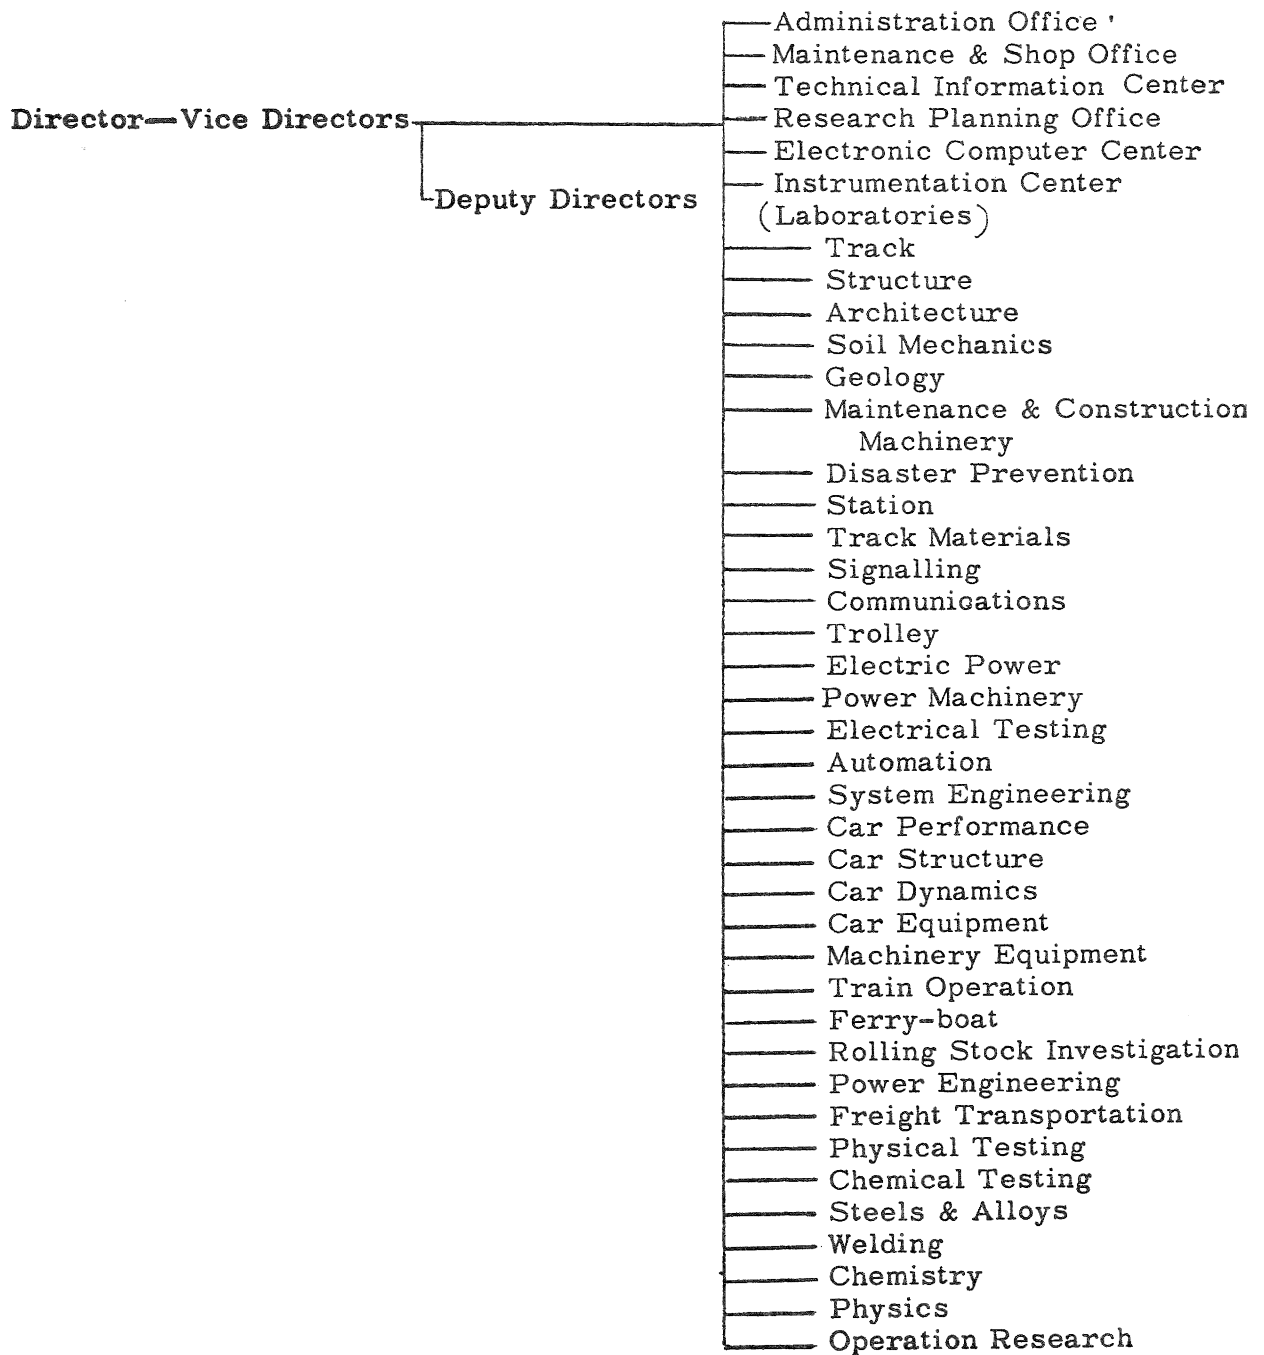 Administration Office
Maintenance & Shop Office
Technical Information Center
Director—Vice Directors
Research Planning Office
Electronic Computer Center
Instrumentation Center
Deputy Directors
(Laboratories)
Track
Structure
Architecture
Soil Mechanics
Geology
Maintenance & Construction
Machinery
Disaster Prevention
Station
Track Materials
Signalling
Communications
Trolley
Electric Power
Power Machinery
Electrical Testing
Automation
System Engineering
Car Performance
Car Structure
Car Dynamics
Car Equipment
Machinery Equipment
Train Operation
Ferry-boat
Rolling Stock Investigation
Power Engineering
Freight Transportation
Physical Testing
Chemical Testing
Steels & Alloys
Welding
Chemistry
Physics
Operation Research